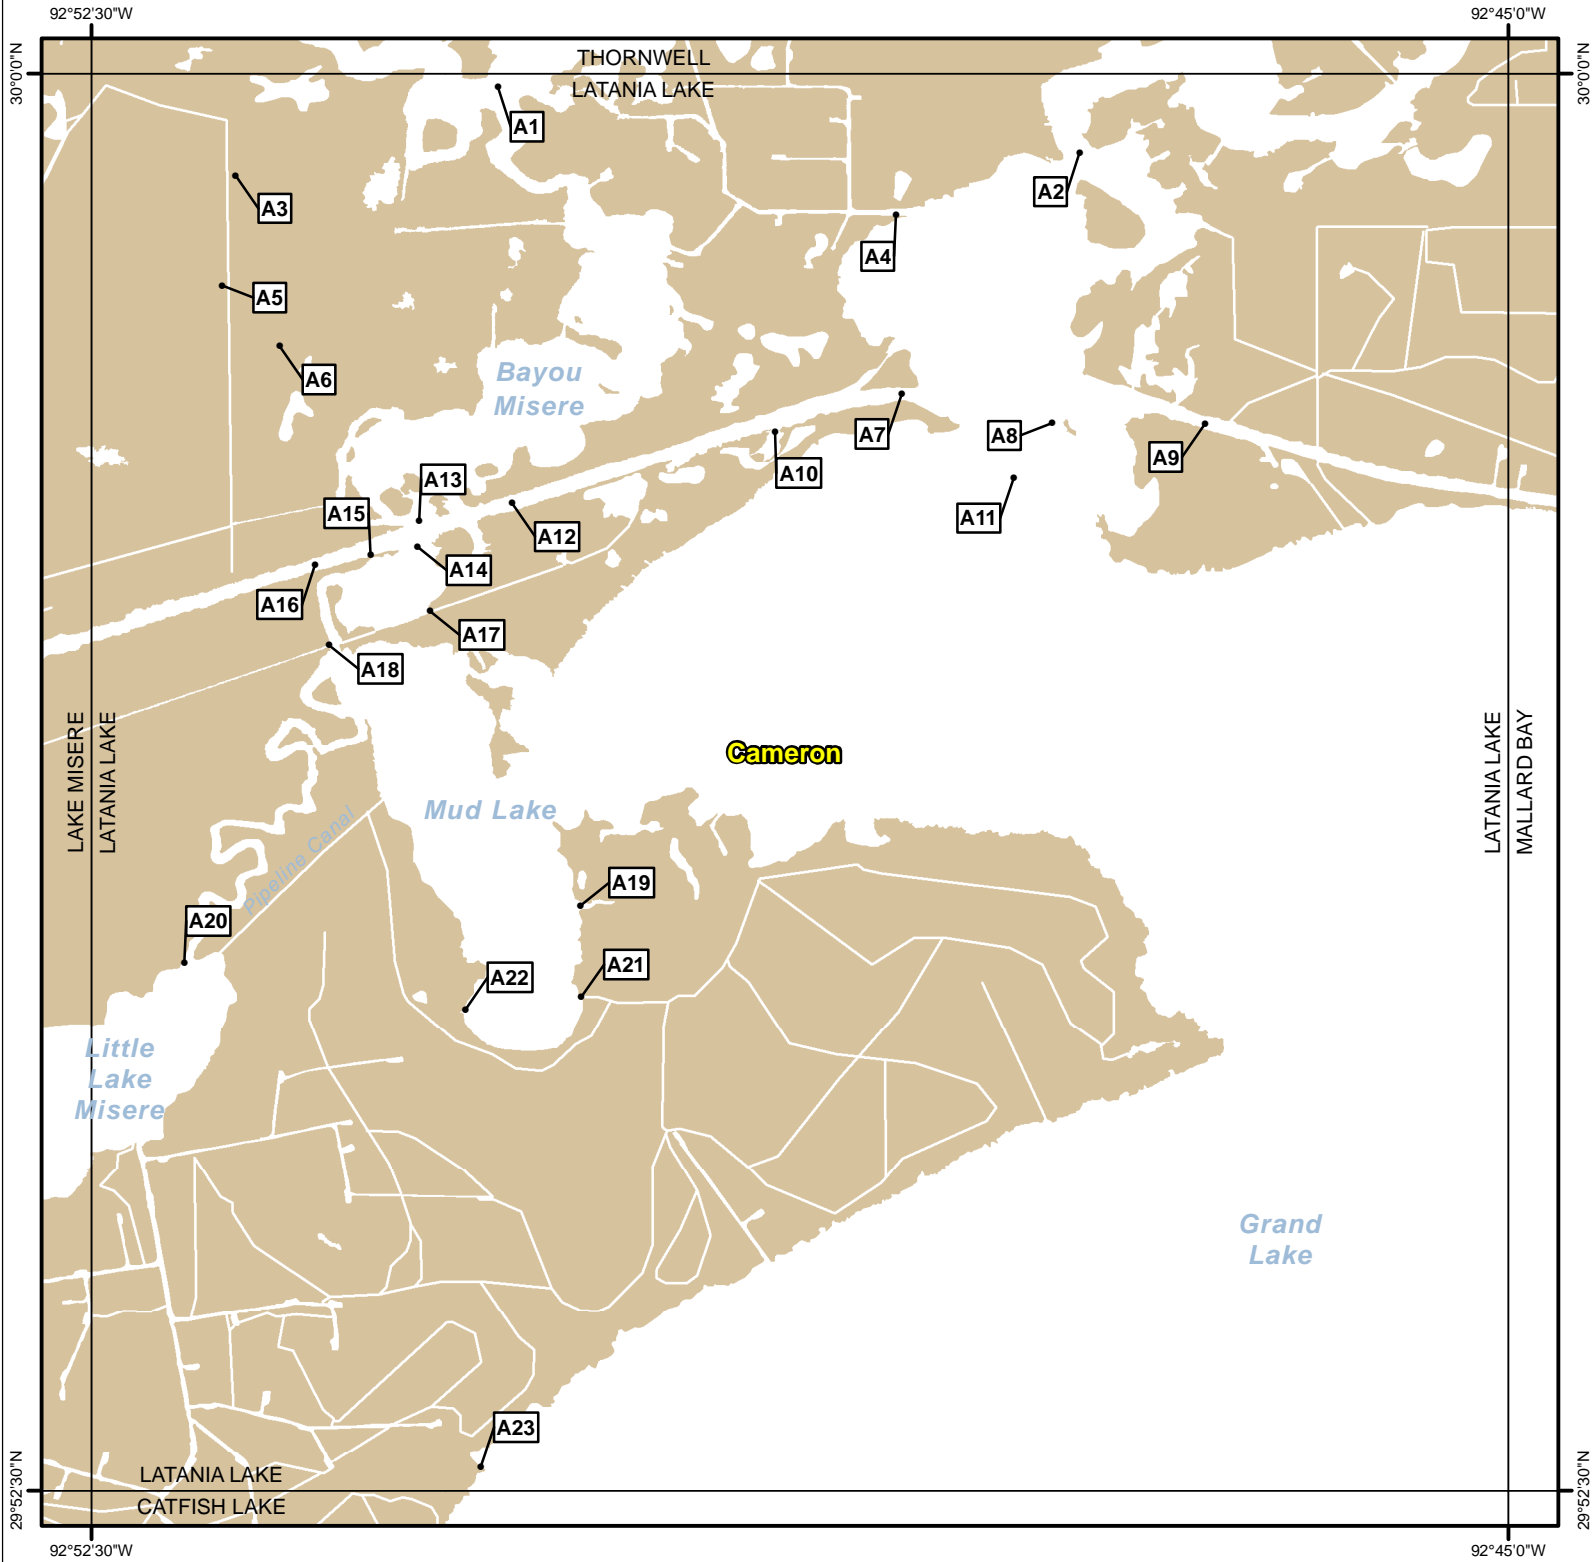 92°52'30"W
92°45'0"W
30°0'0"N
30°0'0"N
THORNWELL
LATANIA LAKE
A1
A2
A3
A4
A5
A6
Bayou
Misere
A7
A8
A9
A10
A11
A12
A13
A14
A15
A16
A17
A18
LAKE MISERE
LATANIA LAKE
Cameron
LATANIA LAKE
MALLARD BAY
Mud Lake
Pipeline Canal
A19
A20
A21
A22
Little
Lake
Misere
Grand
Lake
A23
LATANIA LAKE
CATFISH LAKE
29°52'30"N
29°52'30"N
92°52'30"W
92°45'0"W